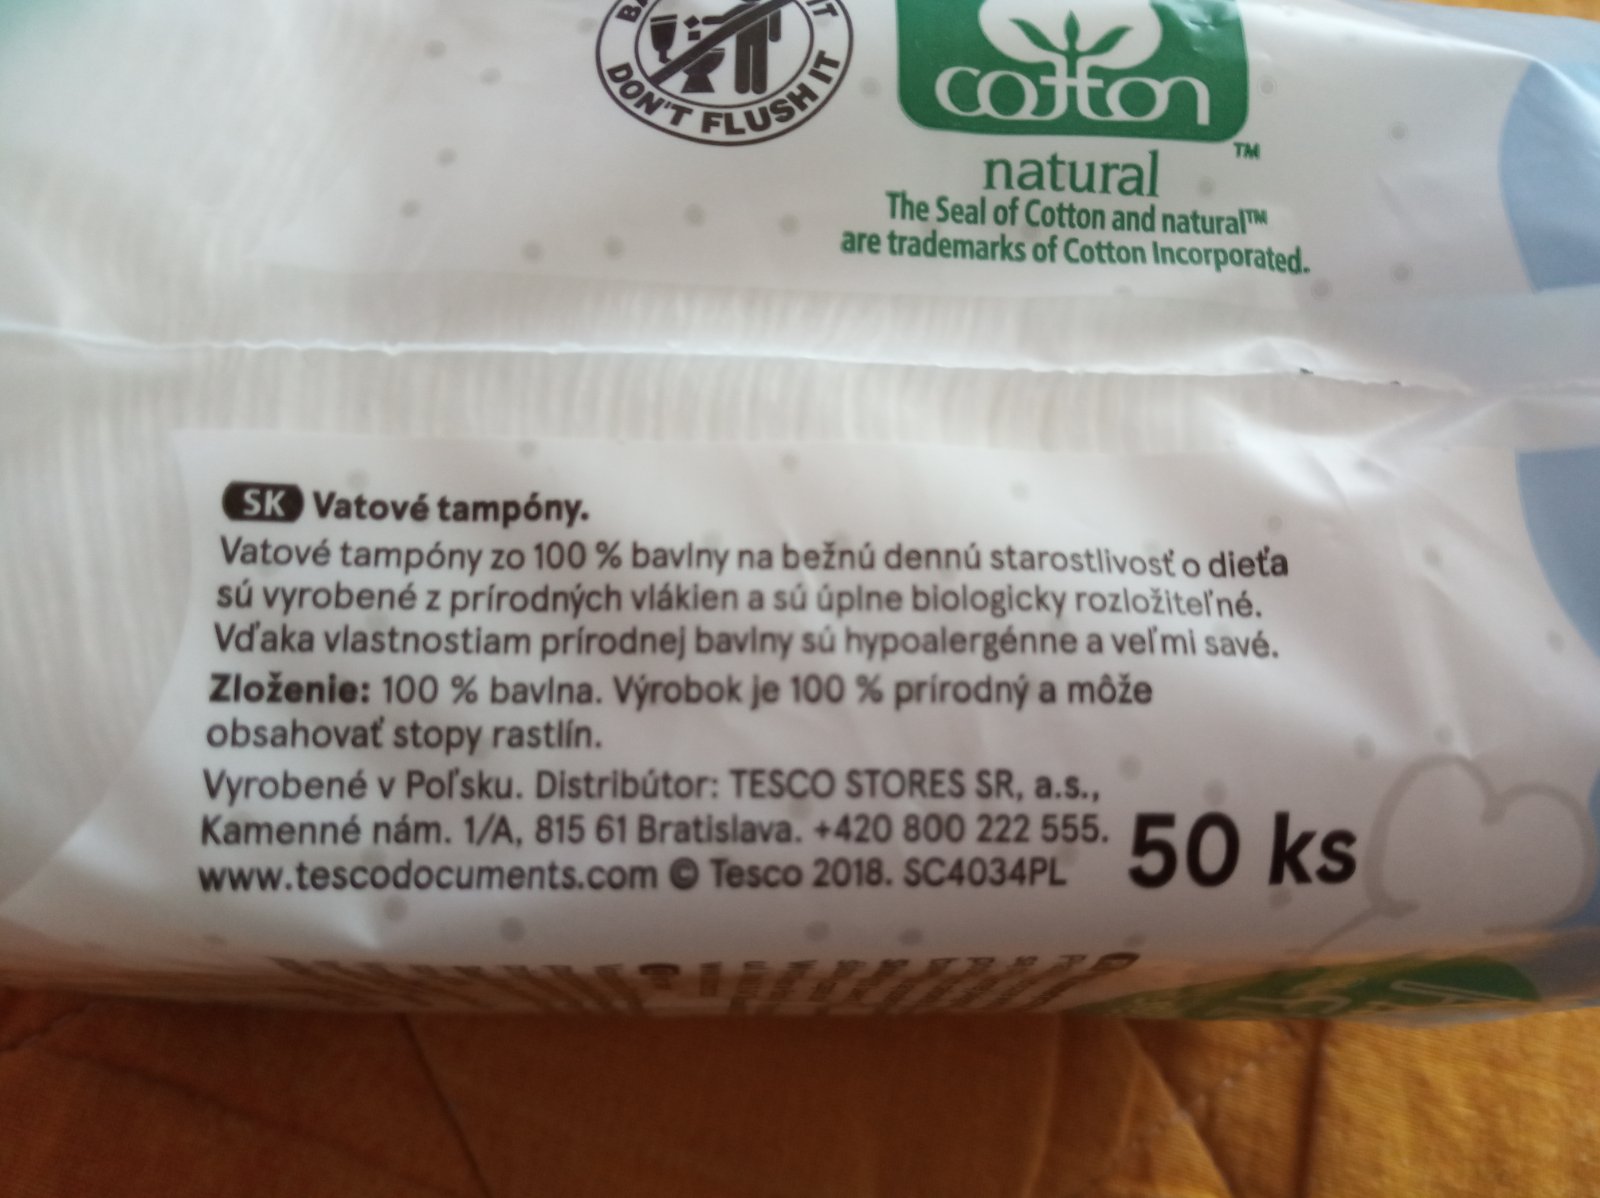 DON'T FLUSH IT
cotton
TM
natural
The Seal of Cotton and natural™
are trademarks of Cotton Incorporated.
SK Vatové tampóny.
Vatové tampóny zo 100 % bavlny na bežnú dennú starostlivosť o dieťa
sú vyrobené z prírodných vlákien a sú úplne biologicky rozložiteľné.
Vďaka vlastnostiam prírodnej bavlny sú hypoalergénne a veľmi savé.
Zloženie: 100 % bavlna. Výrobok je 100 % prírodný a môže
obsahovať stopy rastlín.
Vyrobené v Poľsku. Distribútor: TESCO STORES SR, a.s.,
Kamenné nám. 1/A, 815 61 Bratislava. +420 800 222 555.
www.tescodocuments.com © Tesco 2018. SC4034PL
50 ks